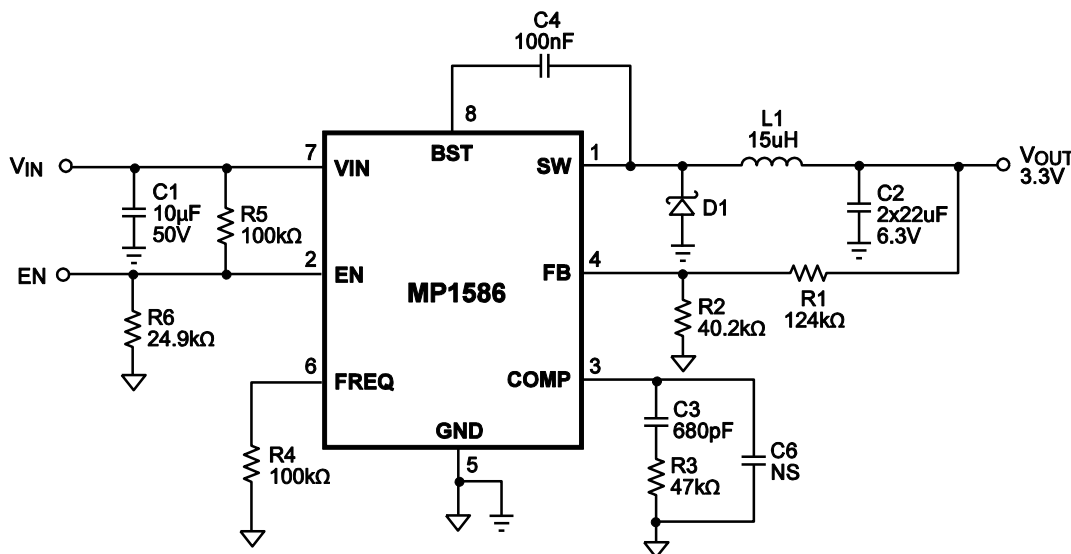 C4
100nF
8
BST
L1
15uH
VIN
7
VIN
SW
1
VOUT
3.3V
C1
10µF
50V
R5
100kΩ
D1
C2
2x22uF
6.3V
EN
2
EN
FB
4
MP1586
R1
124kΩ
R6
24.9kΩ
R2
40.2kΩ
6
FREQ
COMP
3
GND
5
R4
100kΩ
C3
680pF
R3
47kΩ
C6
NS